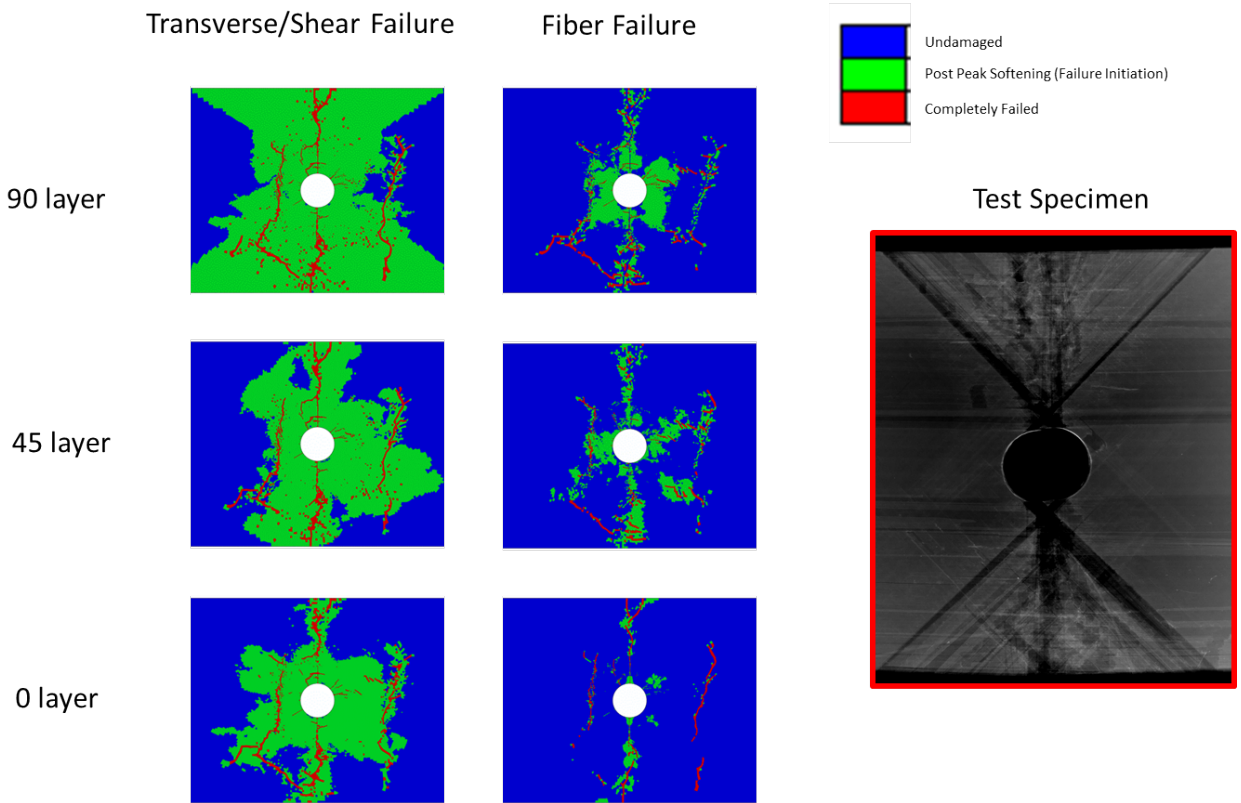 Transverse/Shear Failure
Fiber Failure
Undamaged
Post Peak Softening (Failure Initiation)
Completely Failed
90 layer
Test Specimen
45 layer
0 layer